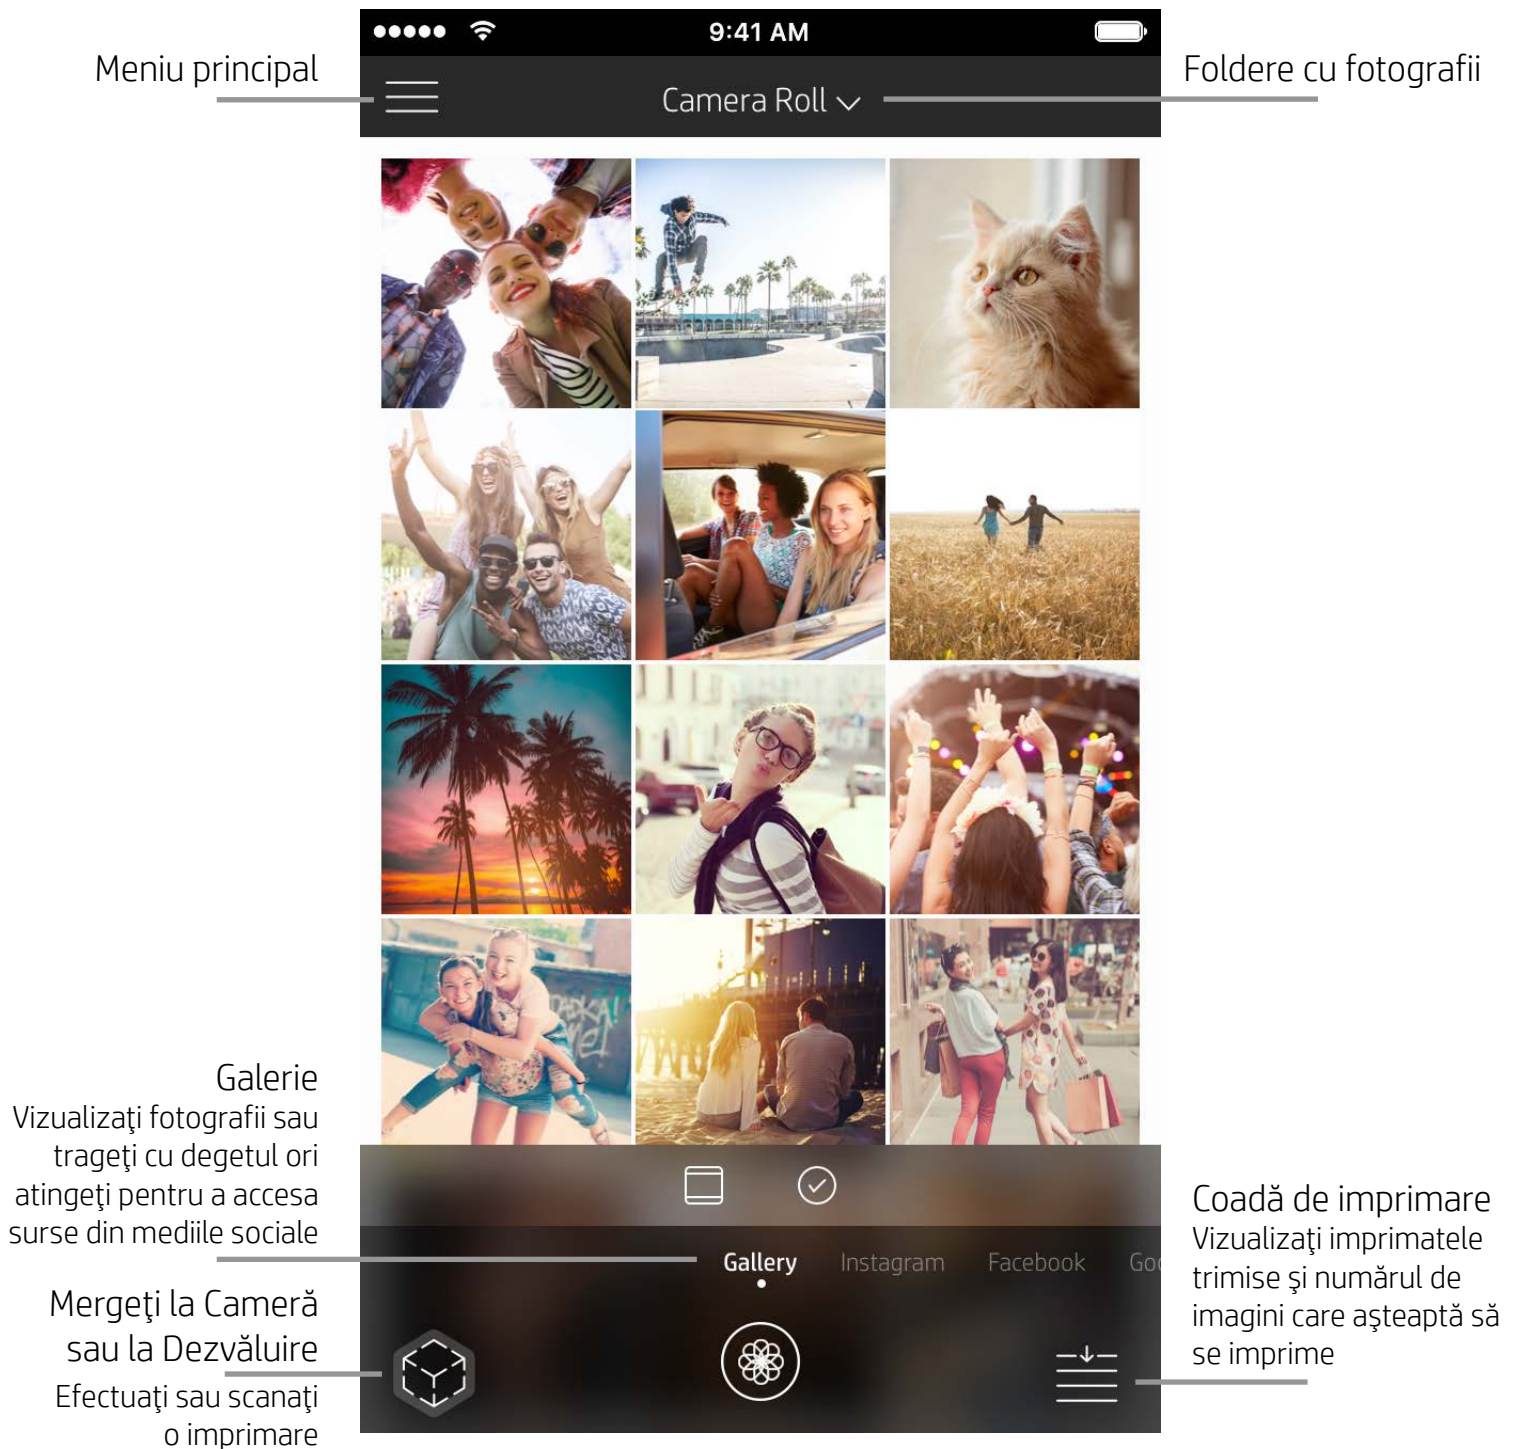 9:41 AM
Meniu principal
Camera Roll
Foldere cu fotografii
Galerie
Vizualizaţi fotografii sau
trageţi cu degetul ori
atingeţi pentru a accesa
surse din mediile sociale
Gallery
Instagram
Facebook
Goo
Mergeţi la Cameră
sau la Dezvăluire
Efectuaţi sau scanaţi
o imprimare
Coadă de imprimare
Vizualizaţi imprimatele
trimise şi numărul de
imagini care aşteaptă să
se imprime